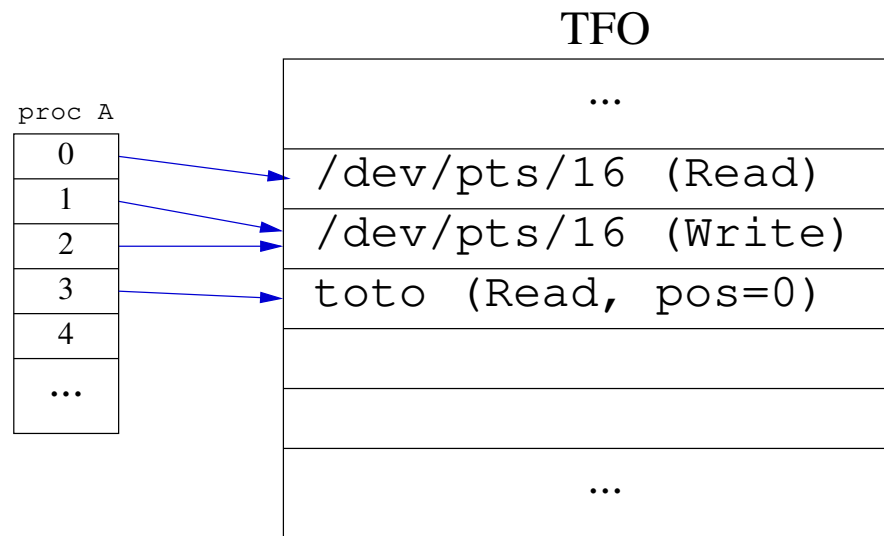 TFO
...
proc A
0
/dev/pts/16 (Read)
1
/dev/pts/16 (Write)
2
3
toto (Read, pos=0)
4
...
...